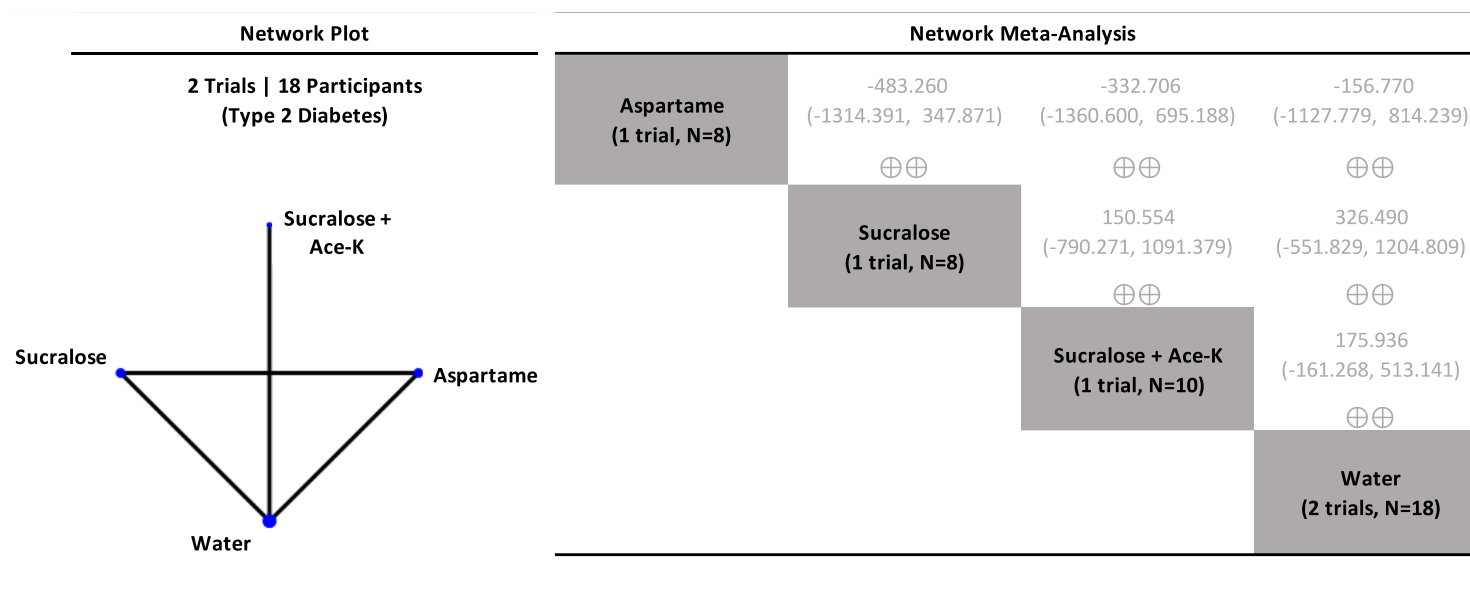 Network Plot
2 Trials | 18 Participants
(Type 2 Diabetes)
Sucralose +
Ace-K
Sucralose
Aspartame
Water
Network Meta-Analysis
Aspartame
(1 trial, N=8)
-483.260
(-1314.391, 347.871)
⊕⊕
-332.706
(-1360.600, 695.188)
⊕⊕
-156.770
(-1127.779, 814.239)
⊕⊕
Sucralose
(1 trial, N=8)
150.554
(-790.271, 1091.379)
⊕⊕
326.490
(-551.829, 1204.809)
⊕⊕
Sucralose + Ace-K
(1 trial, N=10)
175.936
(-161.268, 513.141)
⊕⊕
Water
(2 trials, N=18)